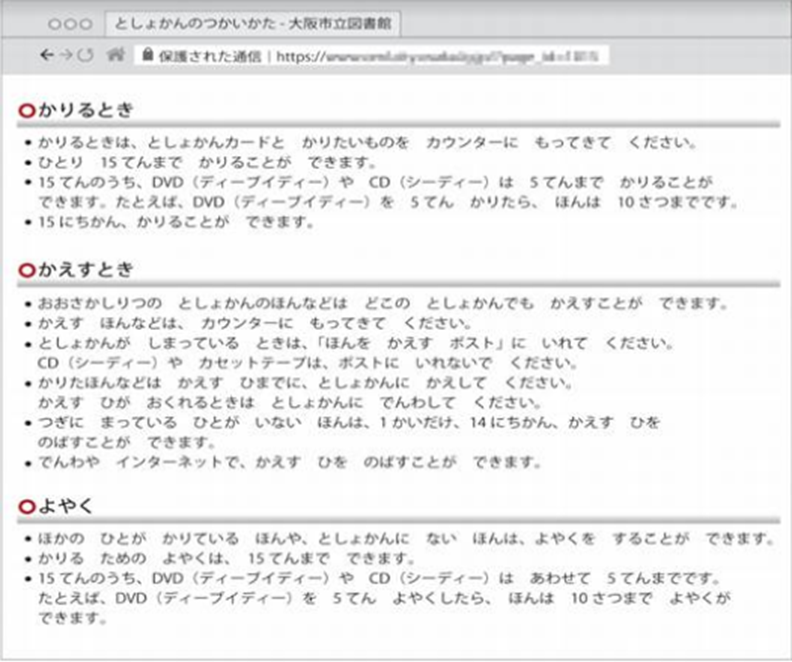 としょかんのつかいかた - 大阪市立図書館
保護された通信 | https://
かりるとき
• かりるときは、としょかんカードと　かりたいものを　カウンターに　もってきて　ください。
• ひとり　15てんまで　かりることが　できます。
• 15てんのうち、DVD（ディーブイディー）や　CD（シーディー）は　5てんまで　かりることが
できます。たとえば、DVD（ディーブイディー）を　5てん　かりたら、　ほんは　10さつまでです。
• 15にちかん、かりることが　できます。
かえすとき
• おおさかしりつの　としょかんのほんなどは　どこの　としょかんでも　かえすことが　できます。
• かえす　ほんなどは、　カウンターに　もってきて　ください。
• としょかんが　しまっている　ときは、「ほんを　かえす　ポスト」に　いれて　ください。
CD（シーディー）や　カセットテープは、ポストに　いれないで　ください。
• かりたほんなどは　かえす　ひまでに、としょかんに　かえして　ください。
かえす　ひが　おくれるときは　としょかんに　でんわして　ください。
• つぎに　まっている　ひとが　いない　ほんは、1かいだけ、14にちかん、かえす　ひを
のばすことが　できます。
• でんわや　インターネットで、かえす　ひを　のばすことが　できます。
よやく
• ほかの　ひとが　かりている　ほんや、としょかんに　ない　ほんは、よやくを　することが　できます。
• かりる　ための　よやくは、　15てんまで　できます。
• 15てんのうち、DVD（ディーブイディー）や　CD（シーディー）は　あわせて　5てんまでです。
たとえば、DVD（ディーブイディー）を　5てん　よやくしたら、　ほんは　10さつまで　よやくが
できます。